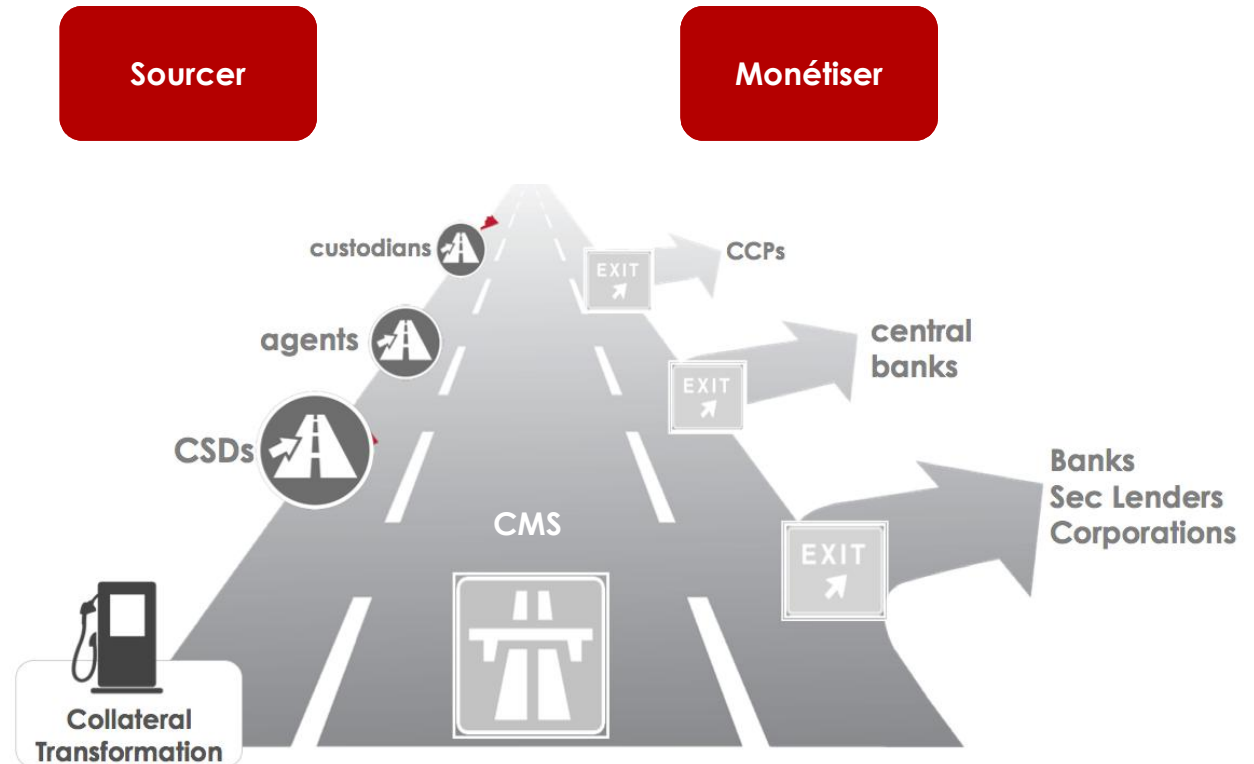 Sourcer
Monétiser
custodians
EXIT
CCPs
agents
central
banks
EXIT
CSDs
Banks
Sec Lenders
Corporations
CMS
EXIT
Collateral
Transformation